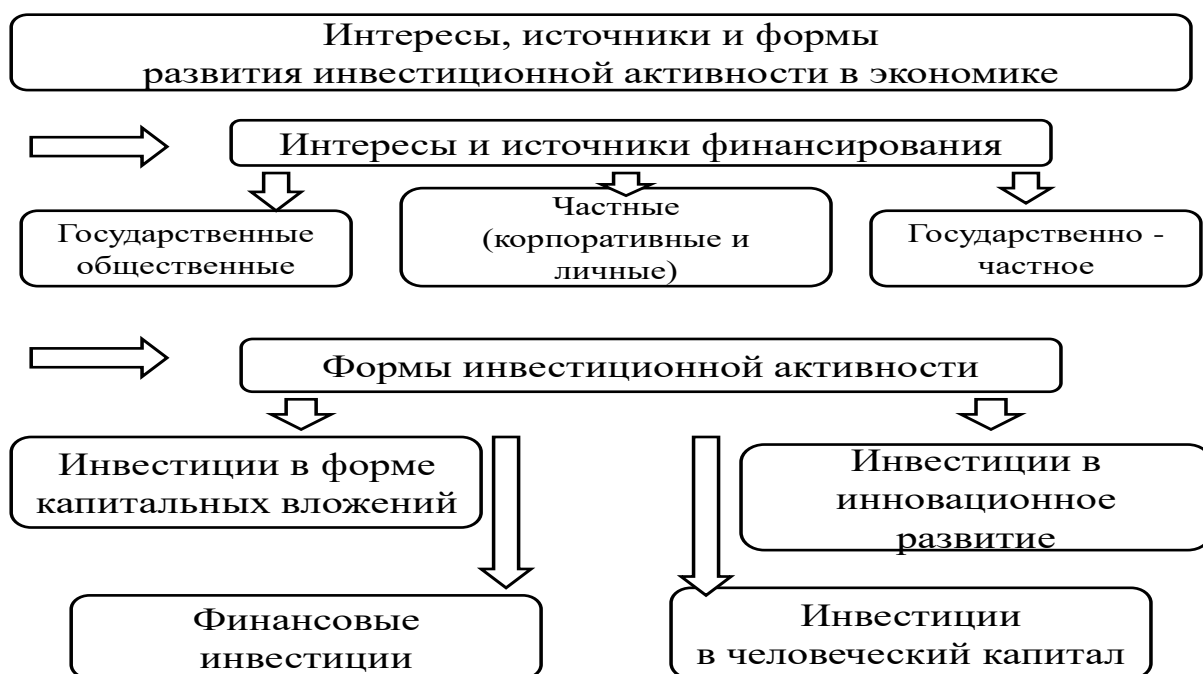 Интересы, источники и формы
развития инвестиционной активности в экономике
Интересы и источники финансирования
Государственные
общественные
Частные
(корпоративные и
личные)
Государственно -
частное
Формы инвестиционной активности
Инвестиции в форме
капитальных вложений
Инвестиции в
инновационное
развитие
Финансовые
инвестиции
Инвестиции
в человеческий капитал